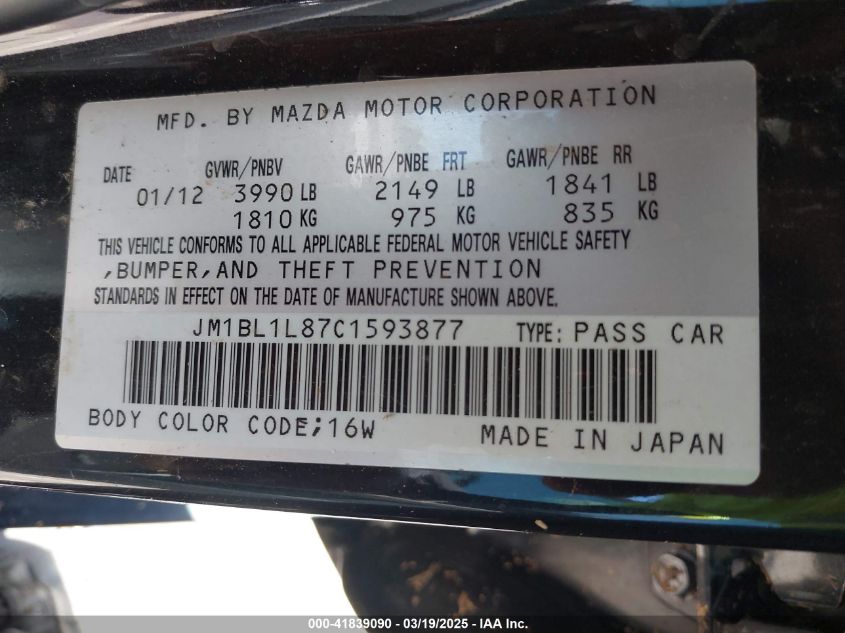 MFD. BY MAZDA MOTOR CORPORATION
DATE GVWR/PNBV GAWR/PNBE FRT GAWR/PNBE RR
01/12 3990 LB 2149 LB 1841 LB
1810 KG 975 KG 835 KG
THIS VEHICLE CONFORMS TO ALL APPLICABLE FEDERAL MOTOR VEHICLE SAFETY
,BUMPER,AND THEFT PREVENTION
STANDARDS IN EFFECT ON THE DATE OF MANUFACTURE SHOWN ABOVE.
JM1BL1L87C1593877 TYPE: PASS CAR
BODY COLOR CODE;16W MADE IN JAPAN
000-41839090 - 03/19/2025 - IAAI Inc.